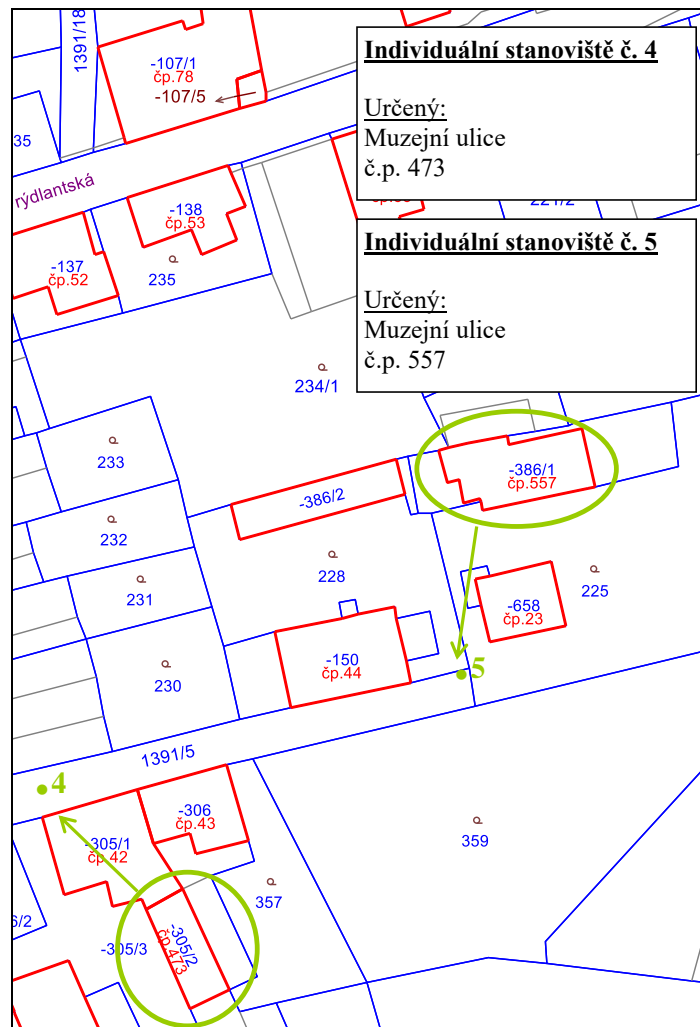 Individuální stanoviště č. 4
Určený:
Muzejní ulice
č.p. 473
Individuální stanoviště č. 5
Určený:
Muzejní ulice
č.p. 557
1391/18
-107/1
čp.78
-107/5
35
rýdlantská
-138
čp.53
-137
čp.52
235
221/2
234/1
233
-386/1
čp.557
-386/2
232
228
231
225
-658
čp.23
-150
čp.44
230
5
1391/5
4
-306
čp.43
-305/1
čp.42
359
357
6/2
-305/3
-305/2
čp.473